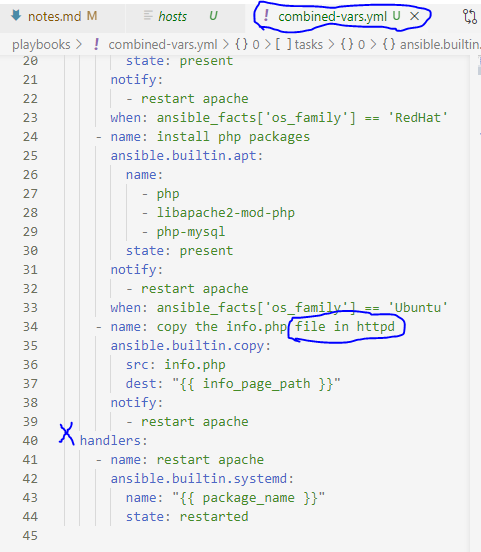 notes.md M hosts U ! combined-vars.yml U ×
playbooks > ! combined-vars.yml > {} 0 > [ ] tasks > {} 0 > {} ansible.builtin.
20 state: present
21 notify:
22 - restart apache
23 when: ansible_facts['os_family'] == 'RedHat'
24 - name: install php packages
25 ansible.builtin.apt:
26 name:
27 - php
28 - libapache2-mod-php
29 - php-mysql
30 state: present
31 notify:
32 - restart apache
33 when: ansible_facts['os_family'] == 'Ubuntu'
34 - name: copy the info.php file in httpd
35 ansible.builtin.copy:
36 src: info.php
37 dest: "{{ info_page_path }}"
38 notify:
39 - restart apache
40 handlers:
41 - name: restart apache
42 ansible.builtin.systemd:
43 name: "{{ package_name }}"
44 state: restarted
45